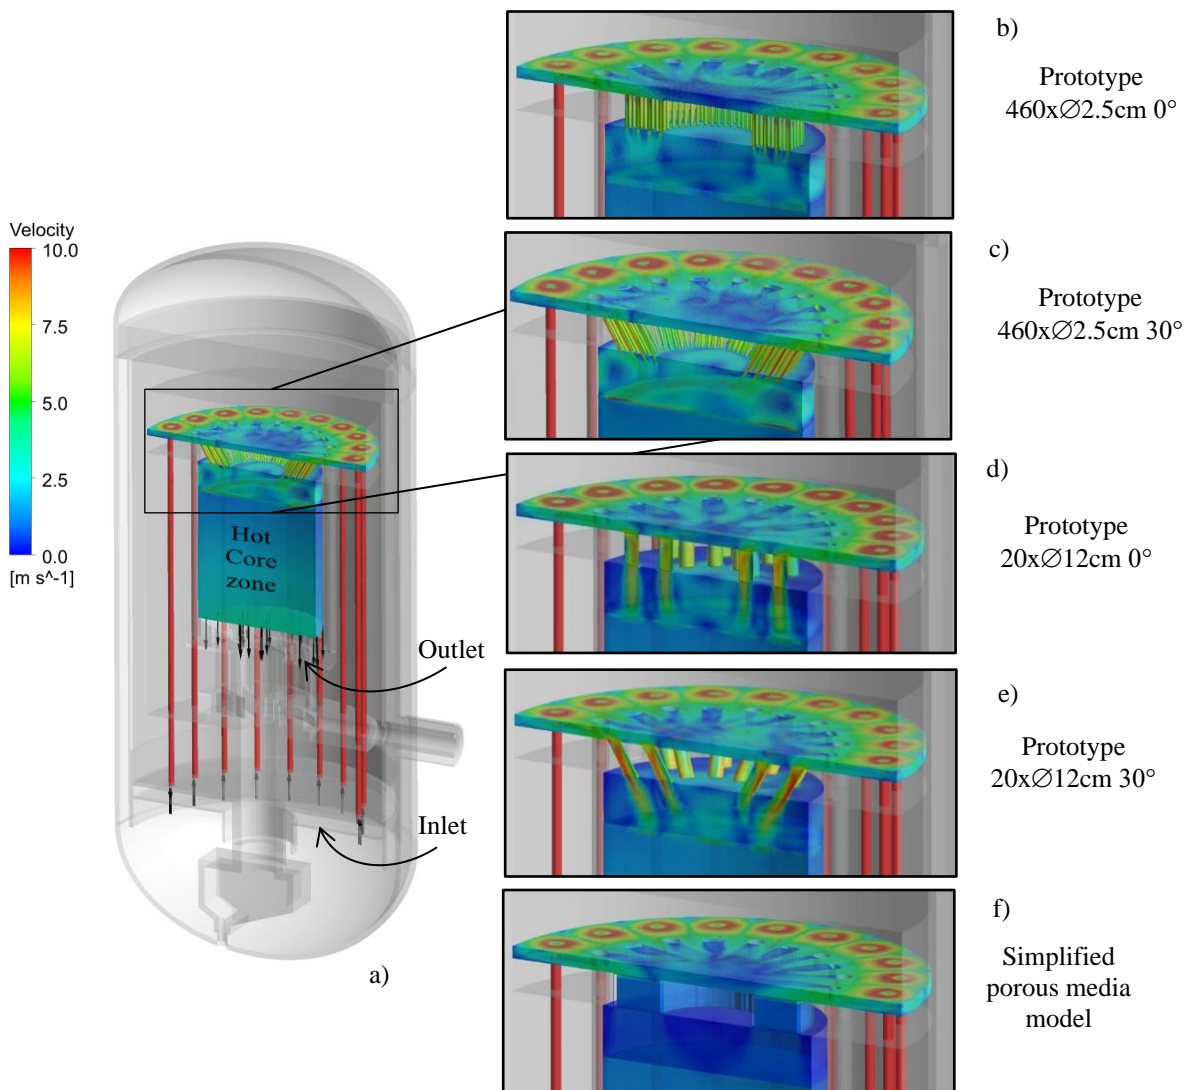 b)
Prototype
460x∅2.5cm 0°
c)
Prototype
460x∅2.5cm 30°
Velocity
10.0
7.5
5.0
2.5
0.0
[m s^-1]
Hot
Core
zone
d)
Prototype
20x∅12cm 0°
Outlet
e)
Prototype
20x∅12cm 30°
Inlet
f)
Simplified
porous media
model
a)